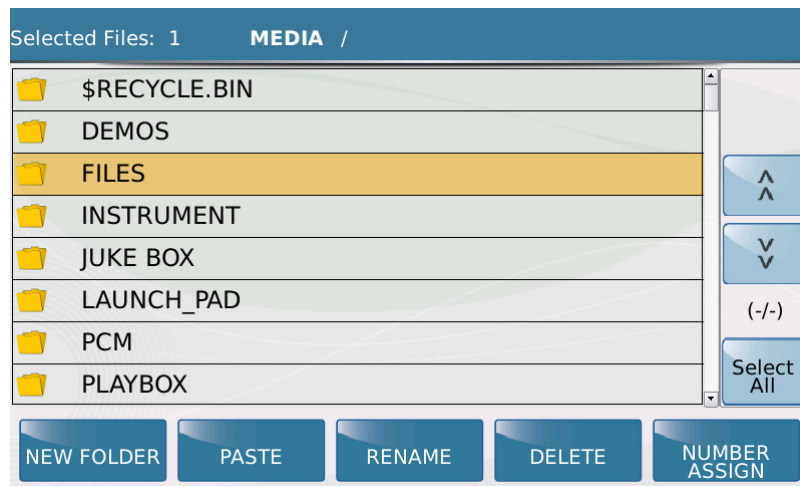 Selected Files: 1 MEDIA /
$RECYCLE.BIN
DEMOS
FILES
INSTRUMENT
JUKE BOX
LAUNCH_PAD
(-/-)
PCM
PLAYBOX
Select
All
NEW FOLDER
PASTE
RENAME
DELETE
NUMBER
ASSIGN